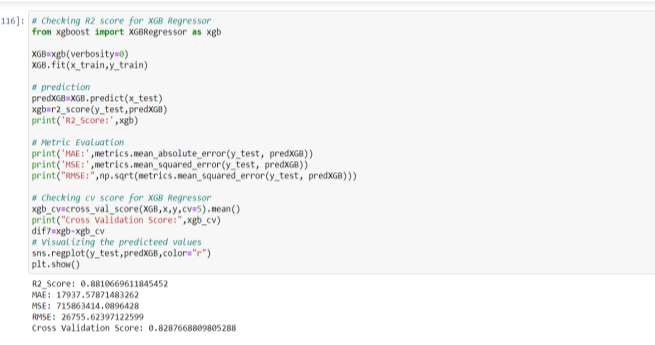 116]: # Checking R2 score for XGB Regressor
from xgboost import XGBRegressor as xgb
XGB=xgb(verbosity=0)
XGB.fit(x_train,y_train)
# prediction
predXGB=XGB.predict(x_test)
xgb=r2_score(y_test,predXGB)
print('R2_Score:',xgb)
# Metric Evaluation
print('MAE:',metrics.mean_absolute_error(y_test, predXGB))
print('MSE:',metrics.mean_squared_error(y_test, predXGB))
print("RMSE:",np.sqrt(metrics.mean_squared_error(y_test, predXGB)))
# Checking cv score for XGB Regressor
xgb_cv=cross_val_score(XGB,x,y,cv=5).mean()
print("Cross Validation Score:",xgb_cv)
dif7=xgb-xgb_cv
# Visualizing the predicteed values
sns.regplot(y_test,predXGB,color="r")
plt.show()
R2_Score: 0.8810669611845452
MAE: 17937.57871483262
MSE: 715863414.0896428
RMSE: 26755.62397122599
Cross Validation Score: 0.8287668809805288